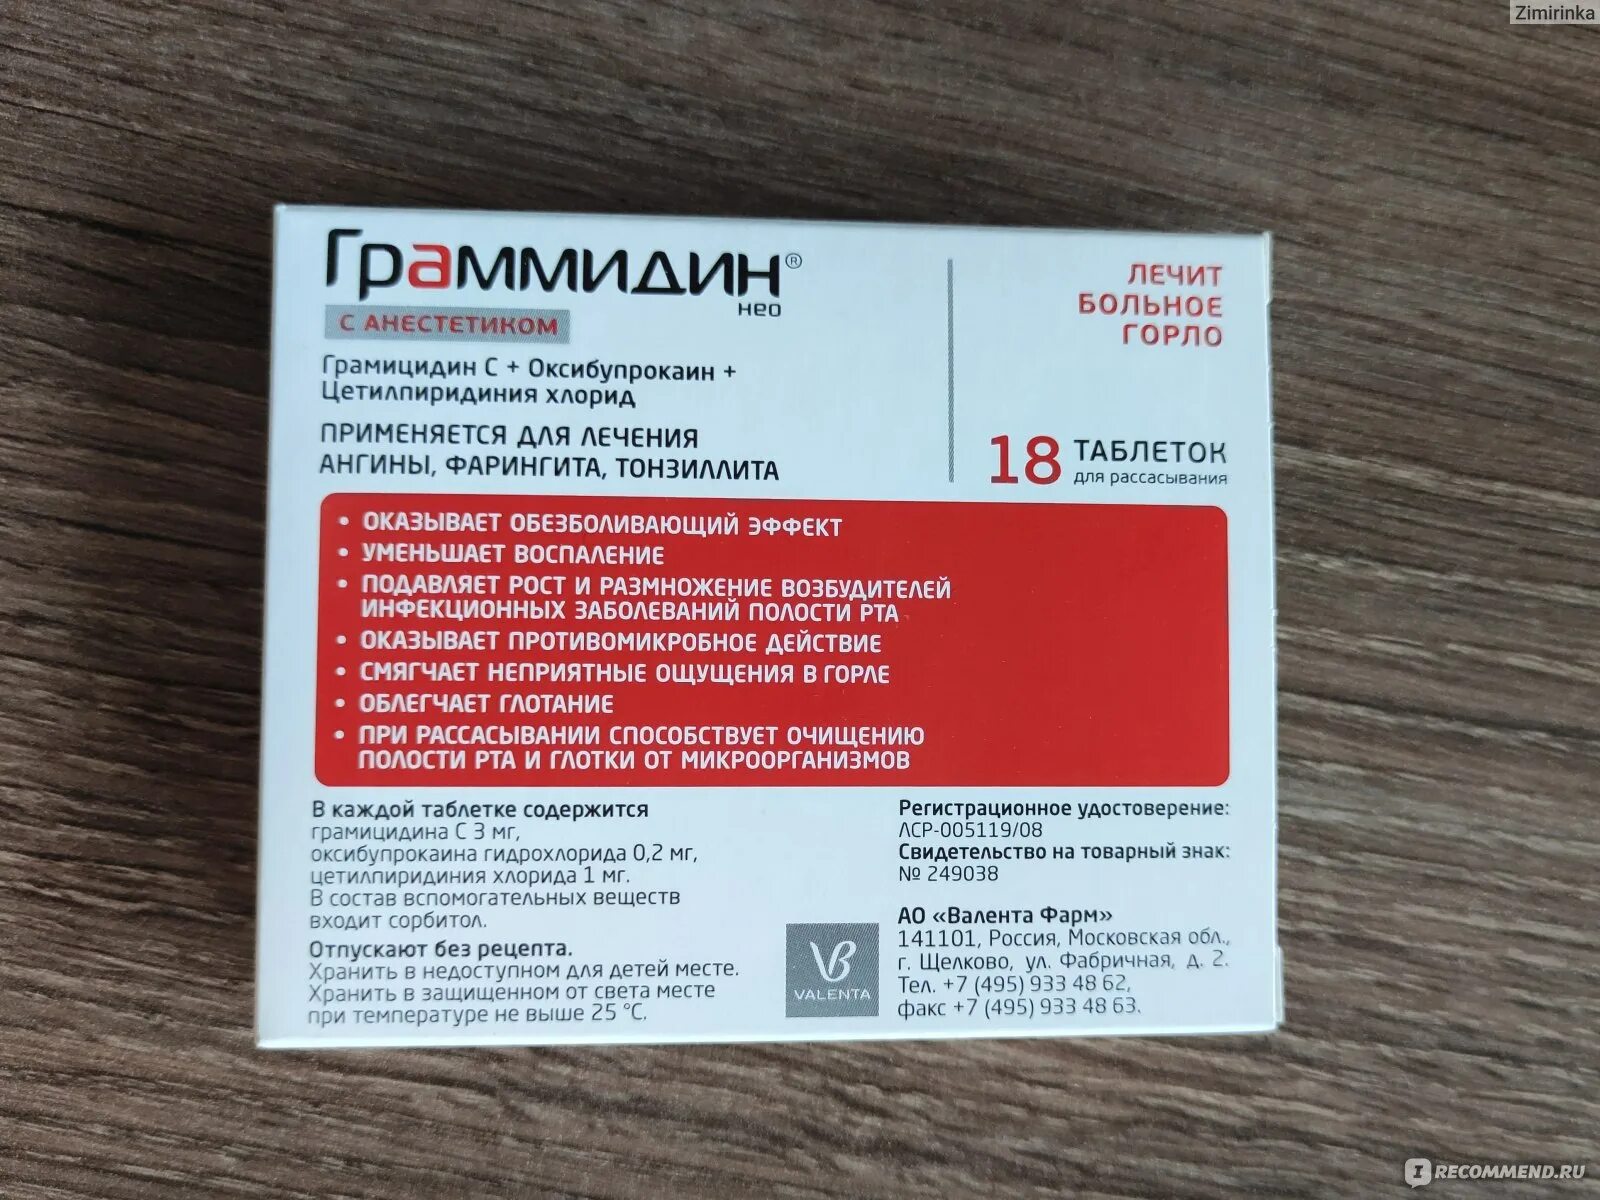 Zimirinka
Граммидин®
нео
С АНЕСТЕТИКОМ
Грамицидин С + Оксибупрокаин +
Цетилпиридиния хлорид
ПРИМЕНЯЕТСЯ ДЛЯ ЛЕЧЕНИЯ
АНГИНЫ, ФАРИНГИТА, ТОНЗИЛЛИТА
ЛЕЧИТ
БОЛЬНОЕ
ГОРЛО
18 ТАБЛЕТОК
для рассасывания
• ОКАЗЫВАЕТ ОБЕЗБОЛИВАЮЩИЙ ЭФФЕКТ
• УМЕНЬШАЕТ ВОСПАЛЕНИЕ
• ПОДАВЛЯЕТ РОСТ И РАЗМНОЖЕНИЕ ВОЗБУДИТЕЛЕЙ
ИНФЕКЦИОННЫХ ЗАБОЛЕВАНИЙ ПОЛОСТИ РТА
• ОКАЗЫВАЕТ ПРОТИВОМИКРОБНОЕ ДЕЙСТВИЕ
• СМЯГЧАЕТ НЕПРИЯТНЫЕ ОЩУЩЕНИЯ В ГОРЛЕ
• ОБЛЕГЧАЕТ ГЛОТАНИЕ
• ПРИ РАССАСЫВАНИИ СПОСОБСТВУЕТ ОЧИЩЕНИЮ
ПОЛОСТИ РТА И ГЛОТКИ ОТ МИКРООРГАНИЗМОВ
В каждой таблетке содержится
грамицидина С 3 мг,
оксибупрокаина гидрохлорида 0,2 мг,
цетилпиридиния хлорида 1 мг.
В состав вспомогательных веществ
входит сорбитол.
Отпускают без рецепта.
Хранить в недоступном для детей месте.
Хранить в защищенном от света месте
при температуре не выше 25 °С.
VALENTA
Регистрационное удостоверение:
ЛСР-005119/08
Свидетельство на товарный знак:
№ 249038
АО «Валента Фарм»
141101, Россия, Московская обл.,
г. Щелково, ул. Фабричная, д. 2.
Тел. +7 (495) 933 48 62,
факс +7 (495) 933 48 63.
IRECOMMEND.RU